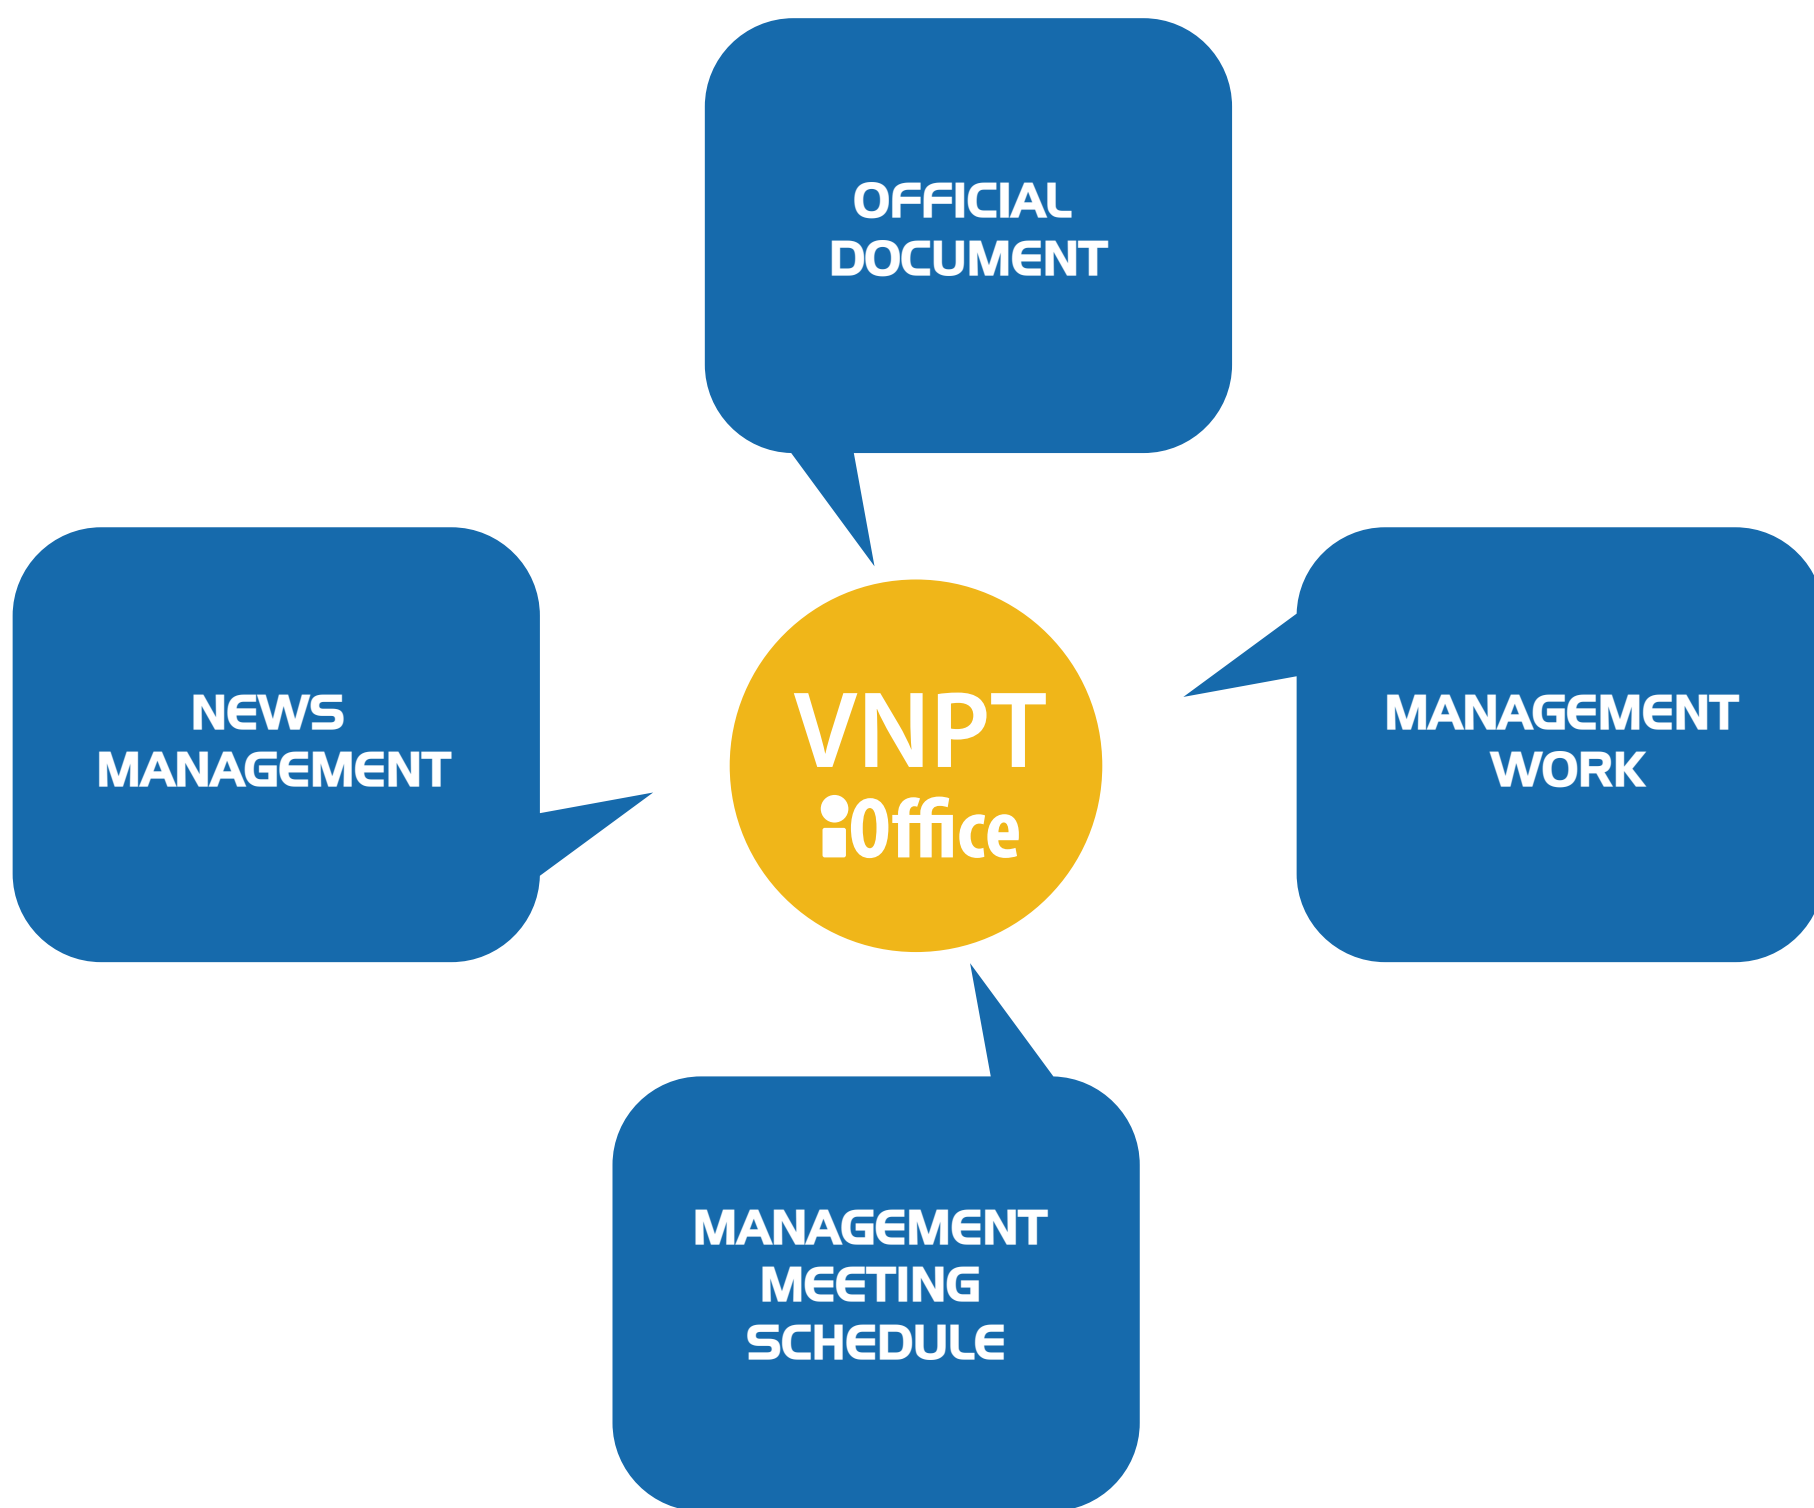 OFFICIAL
DOCUMENT
NEWS
MANAGEMENT
VNPT
iOffice
MANAGEMENT
WORK
MANAGEMENT
MEETING
SCHEDULE